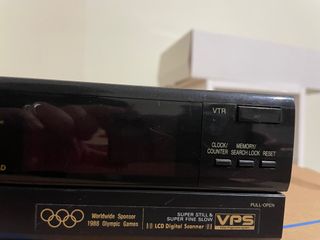 VTR
CLOCK/
COUNTER
MEMORY/
SEARCH LOCK
RESET
D
PULL-OPEN
Worldwide Sponsor
1988 Olympic Games
SUPER STILL &
SUPER FINE SLOW
LCD Digital Scanner
VPS